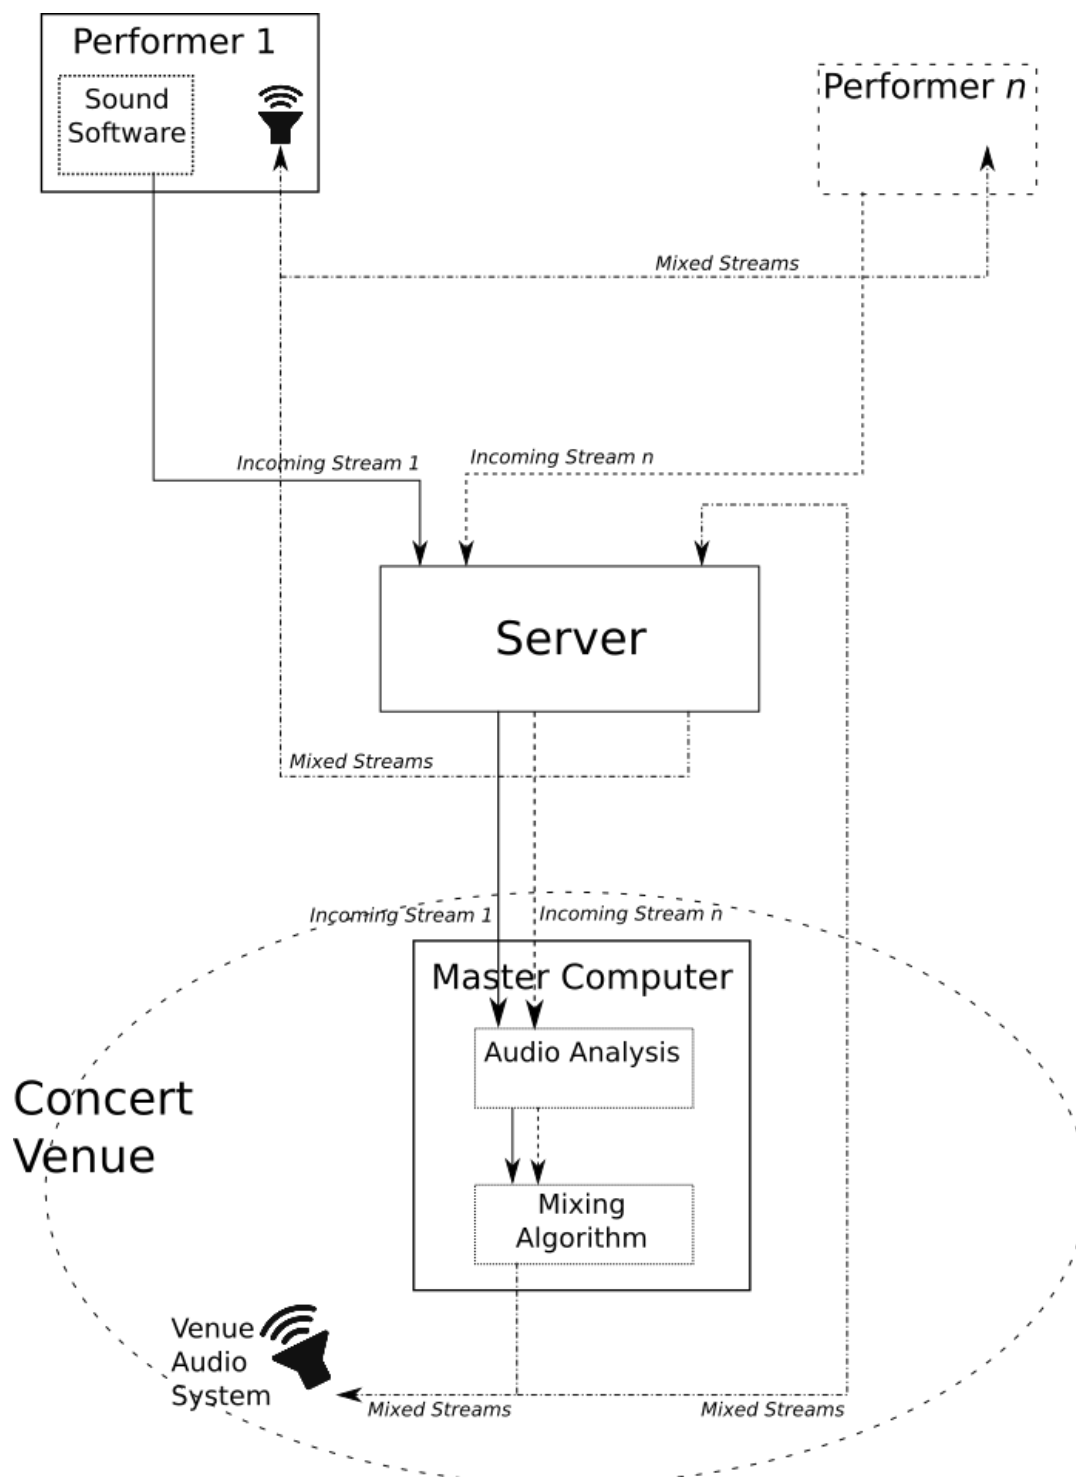 Performer 1
Sound
Software
Performer n
Mixed Streams
Incoming Stream 1
Incoming Stream n
Server
Mixed Streams
Incoming Stream 1
Incoming Stream n
Master Computer
Audio Analysis
Concert
Venue
Mixing
Algorithm
Venue
Audio
System
Mixed Streams
Mixed Streams